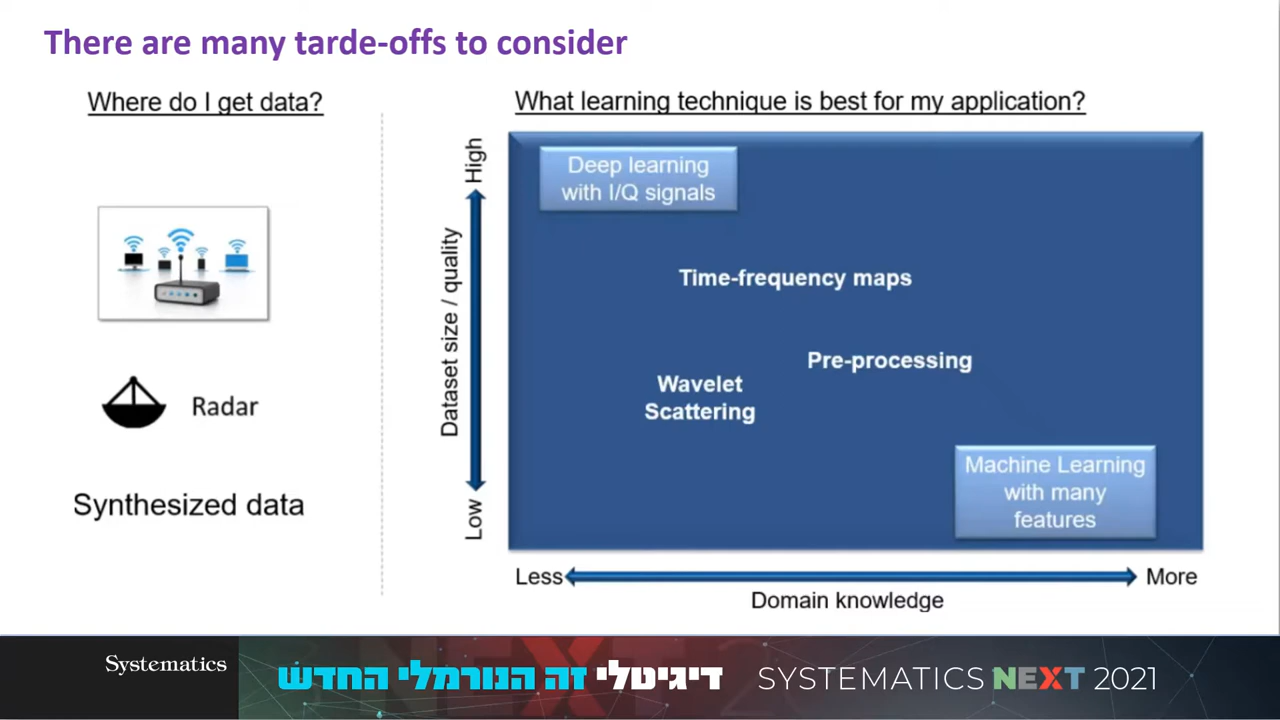 There are many tarde-offs to consider
Where do I get data?
Radar
Synthesized data
What learning technique is best for my application?
High
Dataset size / quality
Low
Deep learning
with I/Q signals
Time-frequency maps
Pre-processing
Wavelet
Scattering
Machine Learning
with many
features
Less
More
Domain knowledge
Systematics
דיגיטלי זה הנורמלי החדש
SYSTEMATICS NEXT 2021